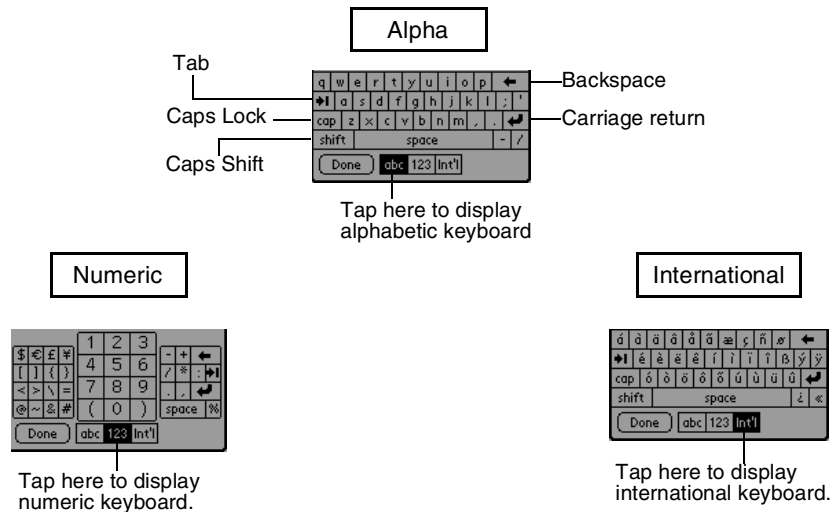 Alpha
Tab
Backspace
Caps Lock
Carriage return
Caps Shift
q w e r t y u i o p
a s d f g h j k l ; '
cap z x c v b n m , .
shift space - /
Done abc 123 Int'l
Tap here to display
alphabetic keyboard
Numeric
$ € £ ¥ 1 2 3 - +
[ ] { } 4 5 6 / * :
< > \ = 7 8 9 . ,
@ ~ & # ( 0 ) space %
Done abc 123 Int'l
Tap here to display
numeric keyboard.
International
á à ä â å ã æ ç ñ ø
é è ë ê í ì ï î ß ý ÿ
cap ó ò ö ô õ ú ù ü û
shift space ¿ «
Done abc 123 Int'l
Tap here to display
international keyboard.